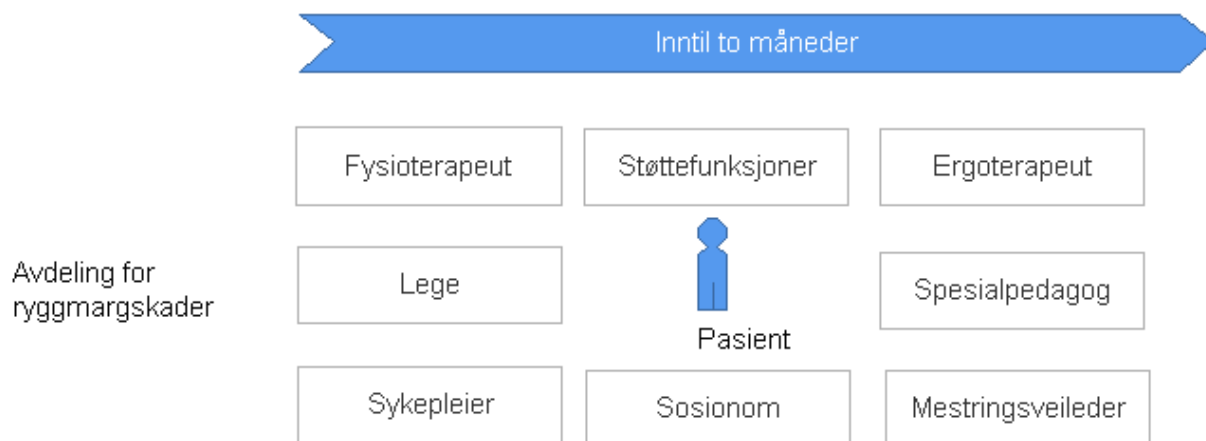 Inntil to måneder
Fysioterapeut
Støttefunksjoner
Ergoterapeut
Avdeling for
ryggmargskader
Lege
Spesialpedagog
Pasient
Sykepleier
Sosionom
Mestringsveileder